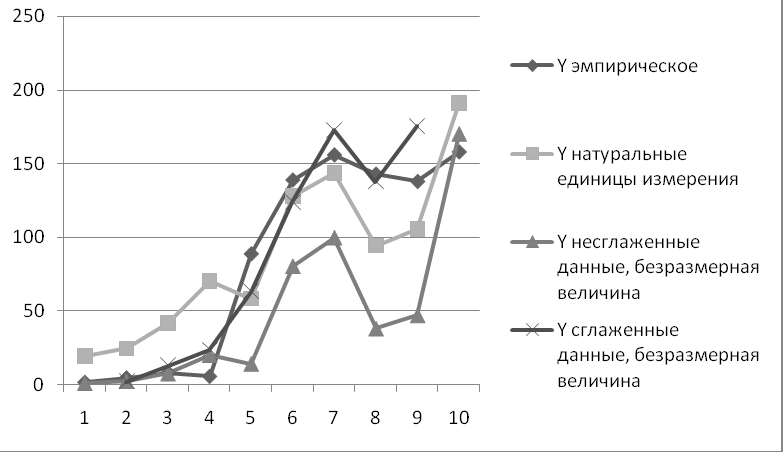 250
200
150
100
50
0
1 2 3 4 5 6 7 8 9 10
Y эмпирическое
Y натуральные
единицы измерения
Y несглаженные
данные, безразмерная
величина
Y сглаженные
данные, безразмерная
величина